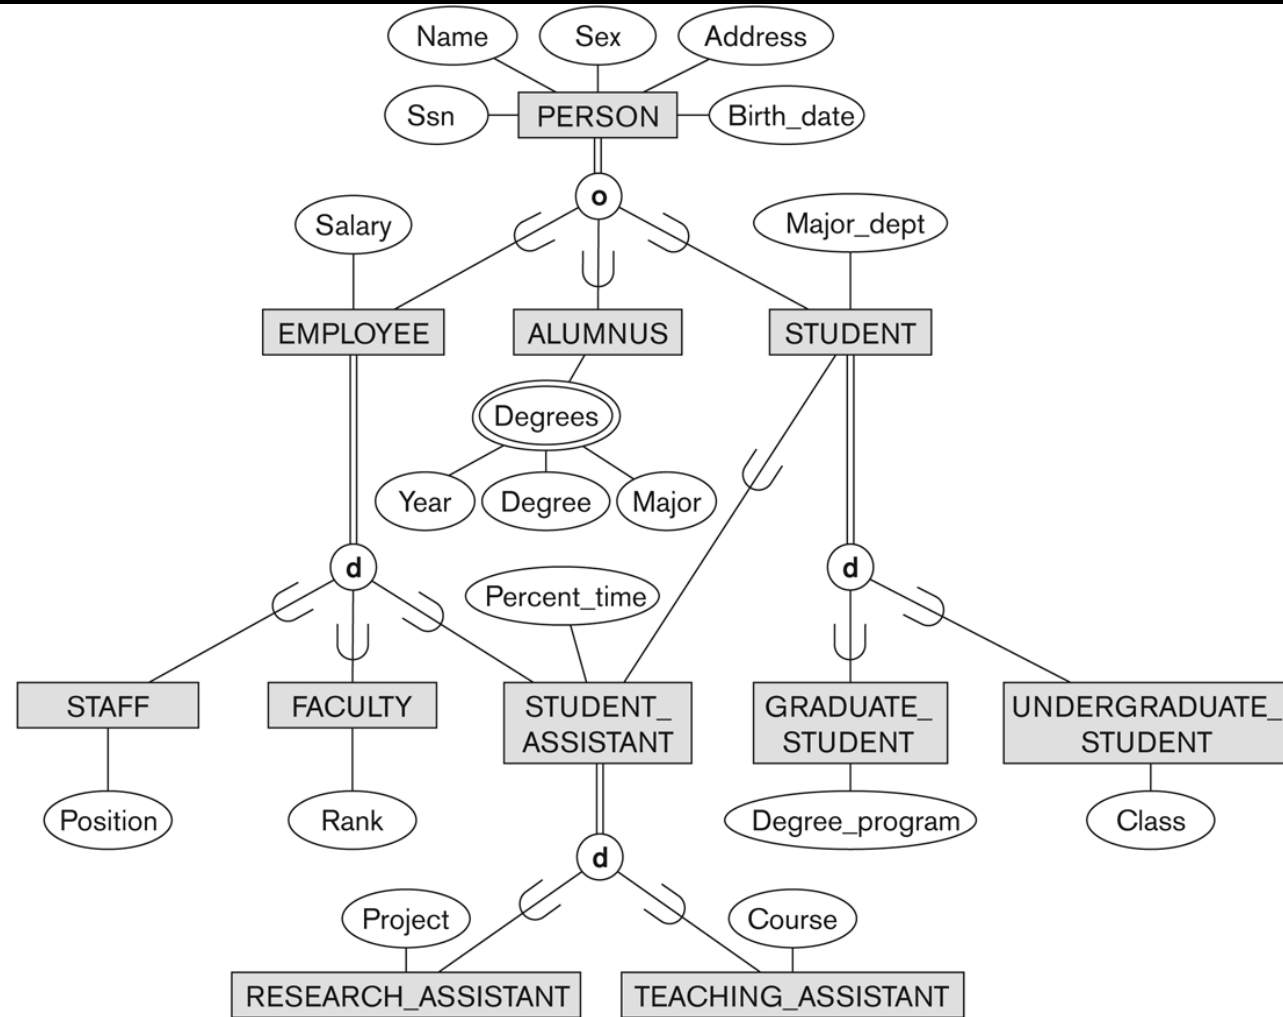 Name
Sex
Address
Ssn
PERSON
Birth_date
o
Salary
Major_dept
EMPLOYEE
ALUMNUS
STUDENT
Degrees
Year
Degree
Major
d
d
Percent_time
STAFF
FACULTY
STUDENT_
ASSISTANT
GRADUATE_
STUDENT
UNDERGRADUATE_
STUDENT
Position
Rank
Degree_program
Class
d
Project
Course
RESEARCH_ASSISTANT
TEACHING_ASSISTANT